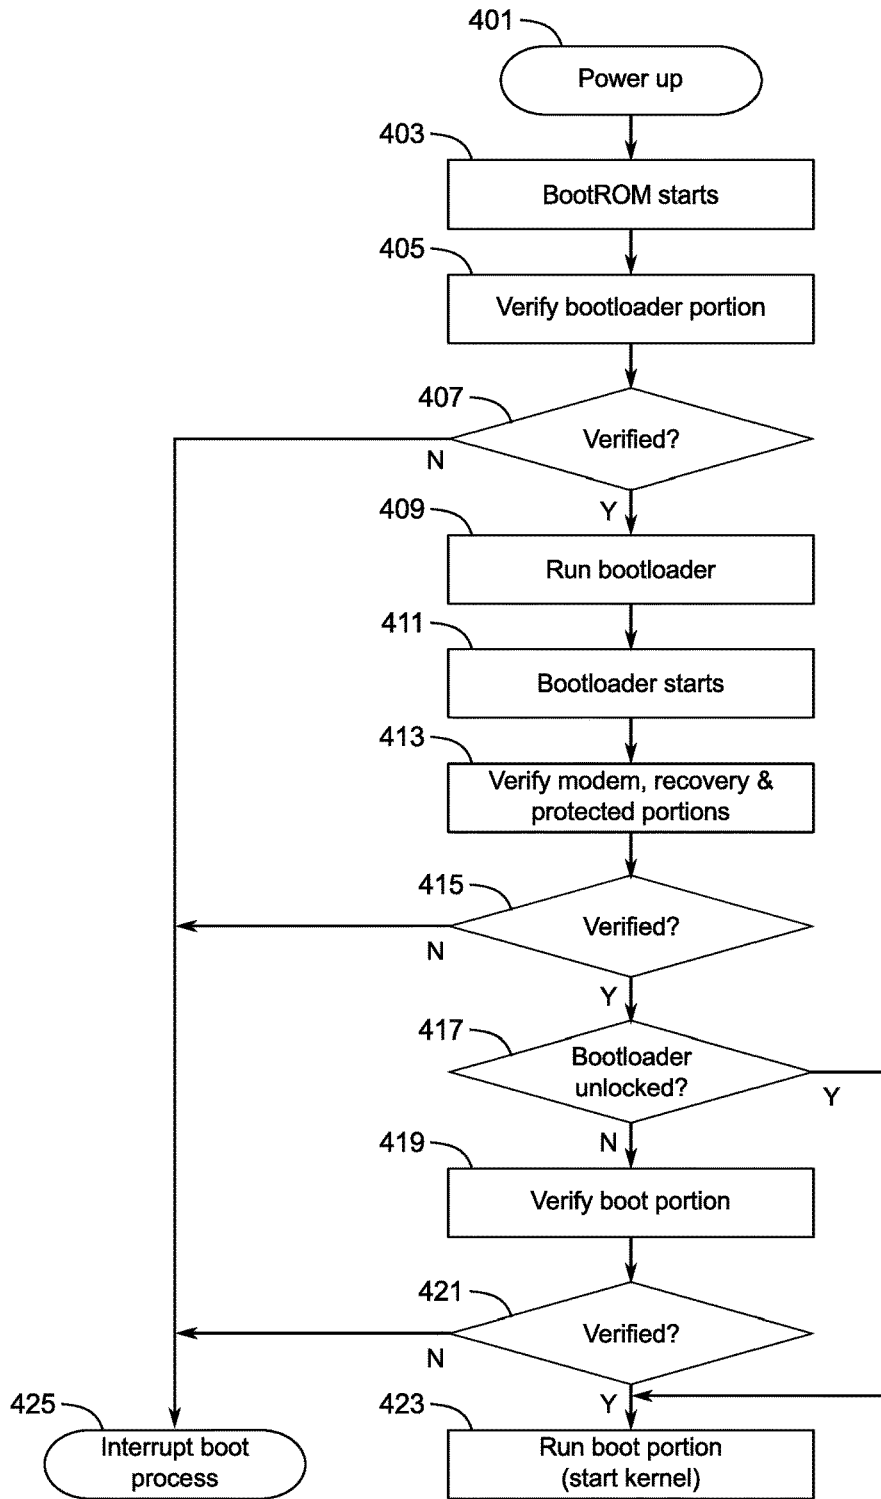 401
Power up
403
BootROM starts
405
Verify bootloader portion
407
Verified?
N
Y
409
Run bootloader
411
Bootloader starts
413
Verify modem, recovery &
protected portions
415
Verified?
N
Y
417
Bootloader
unlocked?
Y
N
419
Verify boot portion
421
Verified?
N
Y
425
Interrupt boot
process
423
Run boot portion
(start kernel)